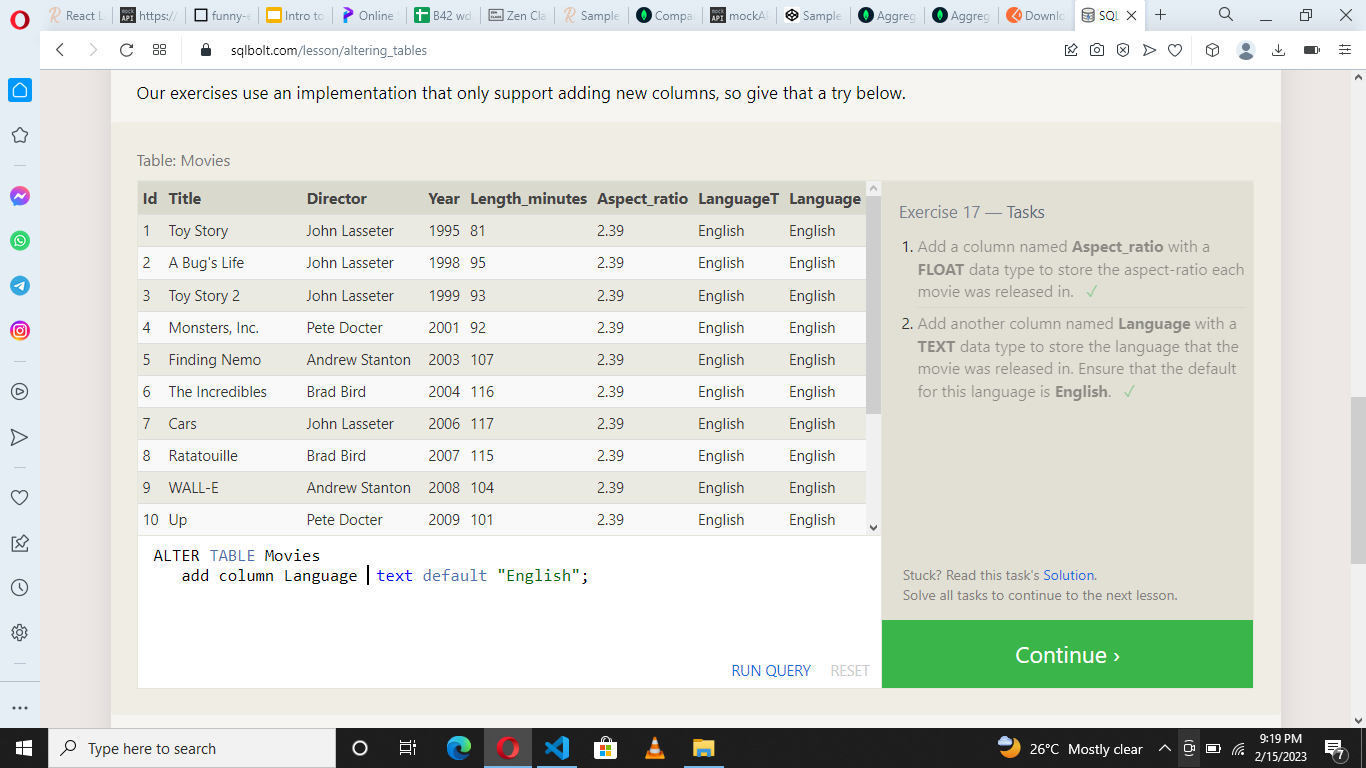 React L
https://
funny-e
Intro to
Online
B42 wd
Zen Cla
Sample
Compa
mockA
Sample
Aggreg
Aggreg
Downlo
SQL
sqlbolt.com/lesson/altering_tables
Our exercises use an implementation that only support adding new columns, so give that a try below.
Table: Movies
Id Title Director Year Length_minutes Aspect_ratio LanguageT Language
1 Toy Story John Lasseter 1995 81 2.39 English English
2 A Bug's Life John Lasseter 1998 95 2.39 English English
3 Toy Story 2 John Lasseter 1999 93 2.39 English English
4 Monsters, Inc. Pete Docter 2001 92 2.39 English English
5 Finding Nemo Andrew Stanton 2003 107 2.39 English English
6 The Incredibles Brad Bird 2004 116 2.39 English English
7 Cars John Lasseter 2006 117 2.39 English English
8 Ratatouille Brad Bird 2007 115 2.39 English English
9 WALL-E Andrew Stanton 2008 104 2.39 English English
10 Up Pete Docter 2009 101 2.39 English English
ALTER TABLE Movies
add column Language text default "English";
RUN QUERY RESET
Exercise 17 — Tasks
1. Add a column named Aspect_ratio with a
FLOAT data type to store the aspect-ratio each
movie was released in. ✓
2. Add another column named Language with a
TEXT data type to store the language that the
movie was released in. Ensure that the default
for this language is English. ✓
Stuck? Read this task's Solution.
Solve all tasks to continue to the next lesson.
Continue ›
Type here to search
26°C Mostly clear
9:19 PM
2/15/2023
7